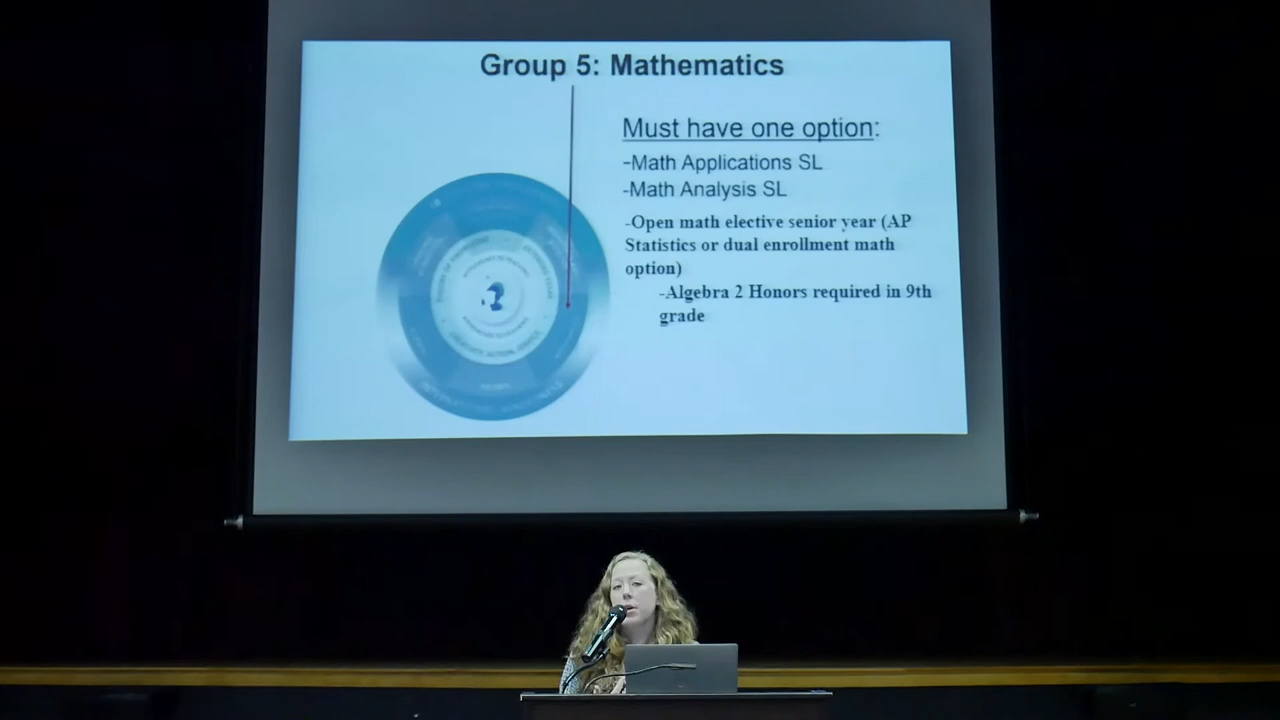 Group 5: Mathematics
Must have one option:
-Math Applications SL
-Math Analysis SL
-Open math elective senior year (AP
Statistics or dual enrollment math
option)
-Algebra 2 Honors required in 9th
grade